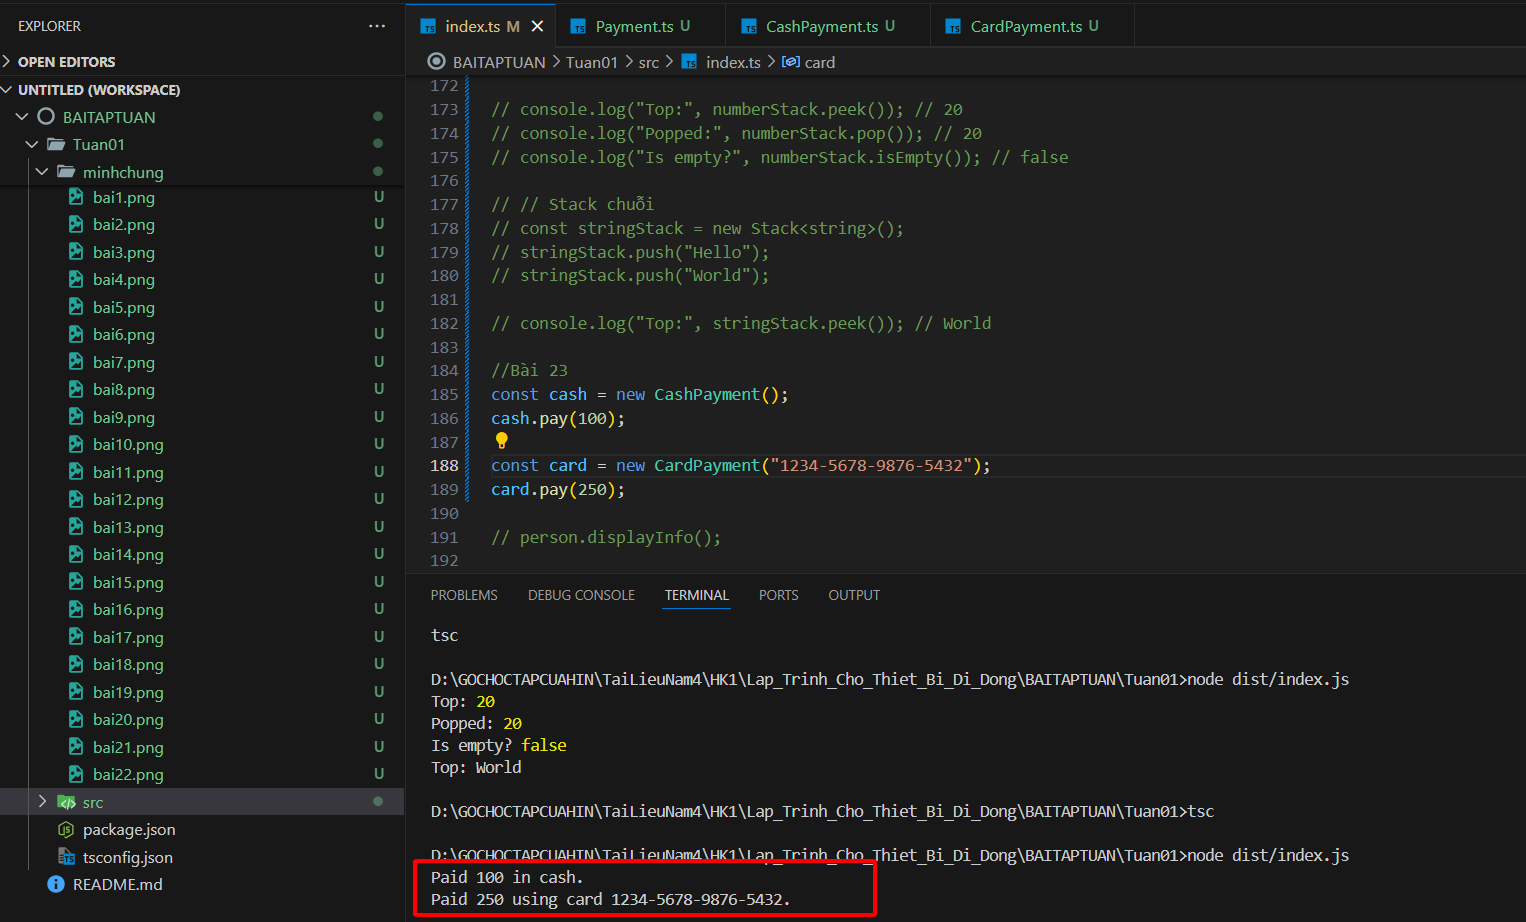 EXPLORER
OPEN EDITORS
UNTITLED (WORKSPACE)
BAITAPTUAN
Tuan01
minhchung
bai1.png U
bai2.png U
bai3.png U
bai4.png U
bai5.png U
bai6.png U
bai7.png U
bai8.png U
bai9.png U
bai10.png U
bai11.png U
bai12.png U
bai13.png U
bai14.png U
bai15.png U
bai16.png U
bai17.png U
bai18.png U
bai19.png U
bai20.png U
bai21.png U
bai22.png U
src
package.json
tsconfig.json
README.md
index.ts M Payment.ts U CashPayment.ts U CardPayment.ts U
BAITAPTUAN > Tuan01 > src > index.ts > card
172
173 // console.log("Top:", numberStack.peek()); // 20
174 // console.log("Popped:", numberStack.pop()); // 20
175 // console.log("Is empty?", numberStack.isEmpty()); // false
176
177 // // Stack chuỗi
178 // const stringStack = new Stack<string>();
179 // stringStack.push("Hello");
180 // stringStack.push("World");
181
182 // console.log("Top:", stringStack.peek()); // World
183
184 //Bài 23
185 const cash = new CashPayment();
186 cash.pay(100);
187
188 const card = new CardPayment("1234-5678-9876-5432");
189 card.pay(250);
190
191 // person.displayInfo();
192
PROBLEMS DEBUG CONSOLE TERMINAL PORTS OUTPUT
tsc
D:\GOCHOCTAPCUAHIN\TaiLieuNam4\HK1\Lap_Trinh_Cho_Thiet_Bi_Di_Dong\BAITAPTUAN\Tuan01>node dist/index.js
Top: 20
Popped: 20
Is empty? false
Top: World
D:\GOCHOCTAPCUAHIN\TaiLieuNam4\HK1\Lap_Trinh_Cho_Thiet_Bi_Di_Dong\BAITAPTUAN\Tuan01>tsc
D:\GOCHOCTAPCUAHIN\TaiLieuNam4\HK1\Lap_Trinh_Cho_Thiet_Bi_Di_Dong\BAITAPTUAN\Tuan01>node dist/index.js
Paid 100 in cash.
Paid 250 using card 1234-5678-9876-5432.